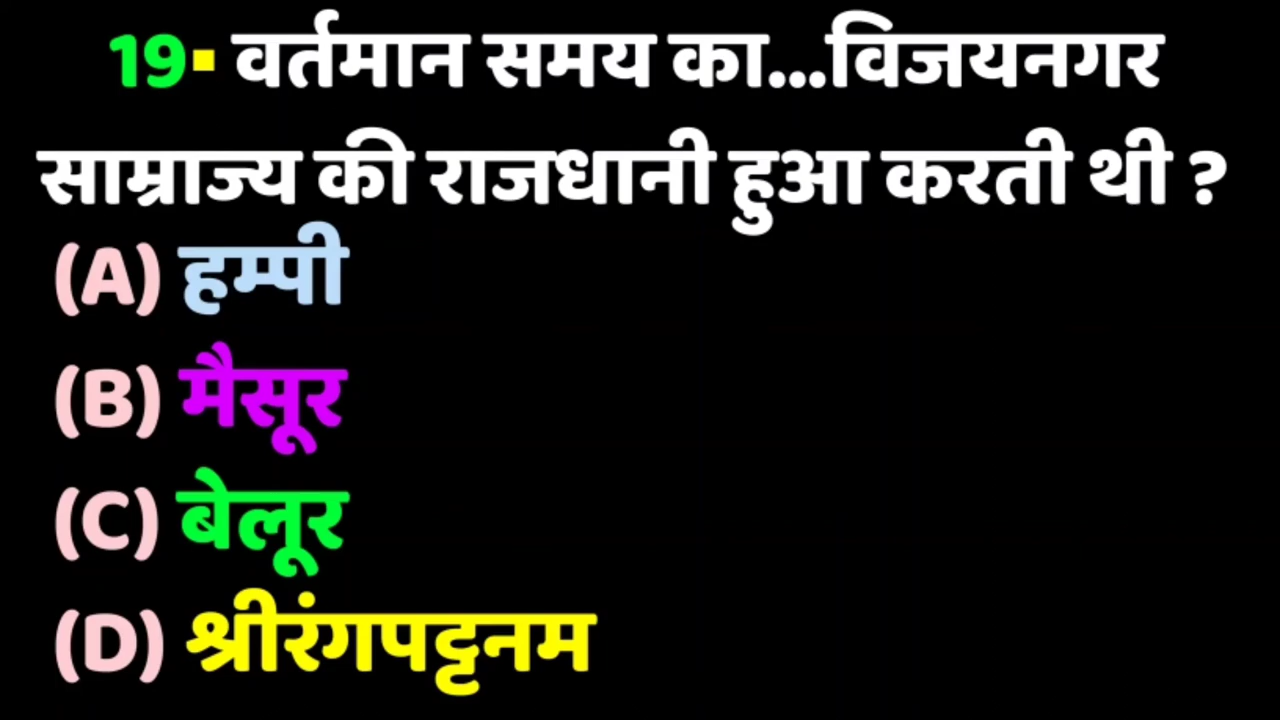 19▪ वर्तमान समय का...विजयनगर
साम्राज्य की राजधानी हुआ करती थी ?
(A) हम्पी
(B) मैसूर
(C) बेलूर
(D) श्रीरंगपट्टनम